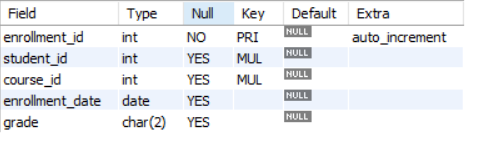 Field Type Null Key Default Extra
enrollment_id int NO PRI NULL auto_increment
student_id int YES MUL NULL
course_id int YES MUL NULL
enrollment_date date YES NULL
grade char(2) YES NULL